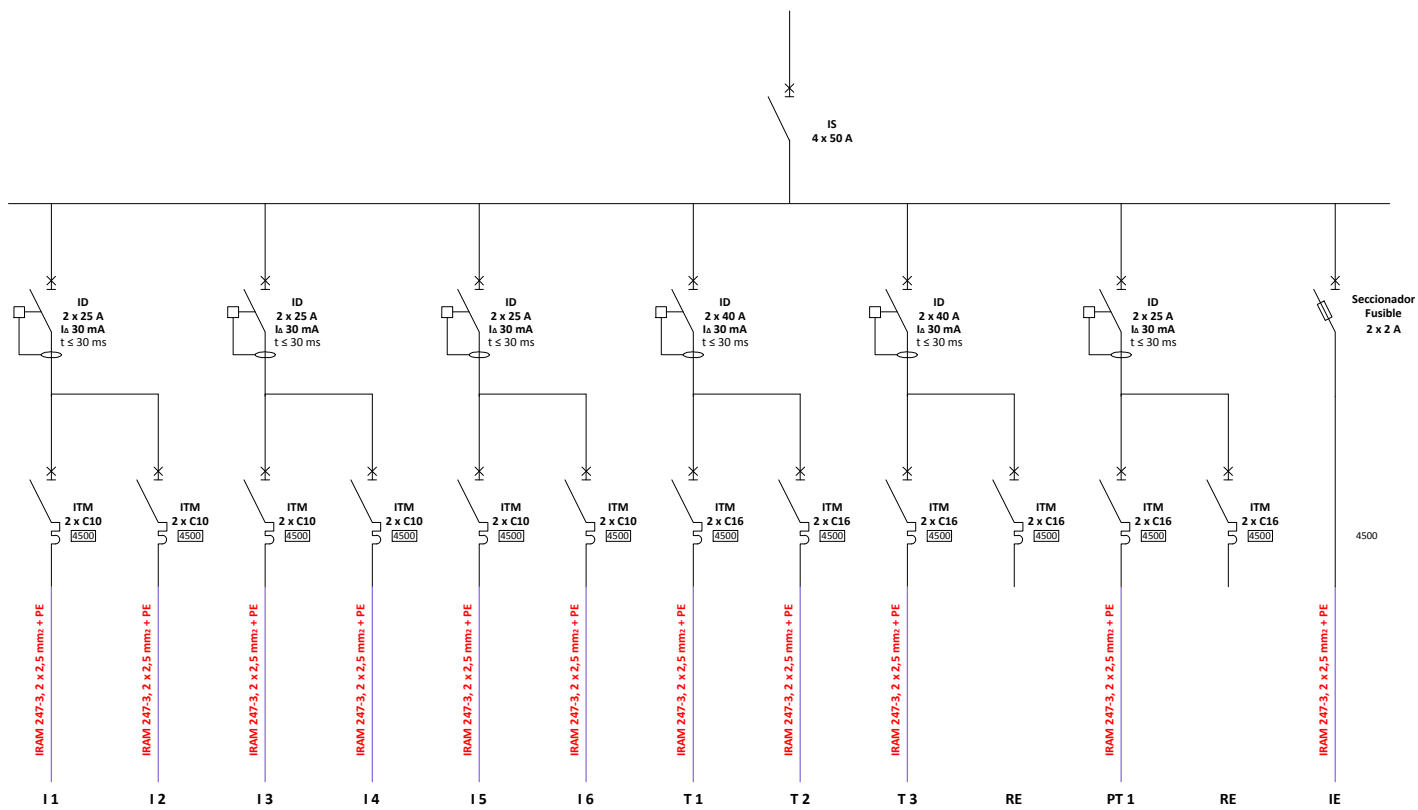 IS
4 x 50 A
ID
2 x 25 A
I∆ 30 mA
t ≤ 30 ms
ID
2 x 25 A
I∆ 30 mA
t ≤ 30 ms
ID
2 x 25 A
I∆ 30 mA
t ≤ 30 ms
ID
2 x 40 A
I∆ 30 mA
t ≤ 30 ms
ID
2 x 40 A
I∆ 30 mA
t ≤ 30 ms
ID
2 x 25 A
I∆ 30 mA
t ≤ 30 ms
Seccionador
Fusible
2 x 2 A
ITM
2 x C10
4500
ITM
2 x C10
4500
ITM
2 x C10
4500
ITM
2 x C10
4500
ITM
2 x C10
4500
ITM
2 x C10
4500
ITM
2 x C16
4500
ITM
2 x C16
4500
ITM
2 x C16
4500
ITM
2 x C16
4500
ITM
2 x C16
4500
ITM
2 x C16
4500
4500
IRAM 247-3, 2 x 2,5 mm2 + PE
IRAM 247-3, 2 x 2,5 mm2 + PE
IRAM 247-3, 2 x 2,5 mm2 + PE
IRAM 247-3, 2 x 2,5 mm2 + PE
IRAM 247-3, 2 x 2,5 mm2 + PE
IRAM 247-3, 2 x 2,5 mm2 + PE
IRAM 247-3, 2 x 2,5 mm2 + PE
IRAM 247-3, 2 x 2,5 mm2 + PE
IRAM 247-3, 2 x 2,5 mm2 + PE
IRAM 247-3, 2 x 2,5 mm2 + PE
IRAM 247-3, 2 x 2,5 mm2 + PE
I 1 I 2 I 3 I 4 I 5 I 6 T 1 T 2 T 3 RE PT 1 RE IE